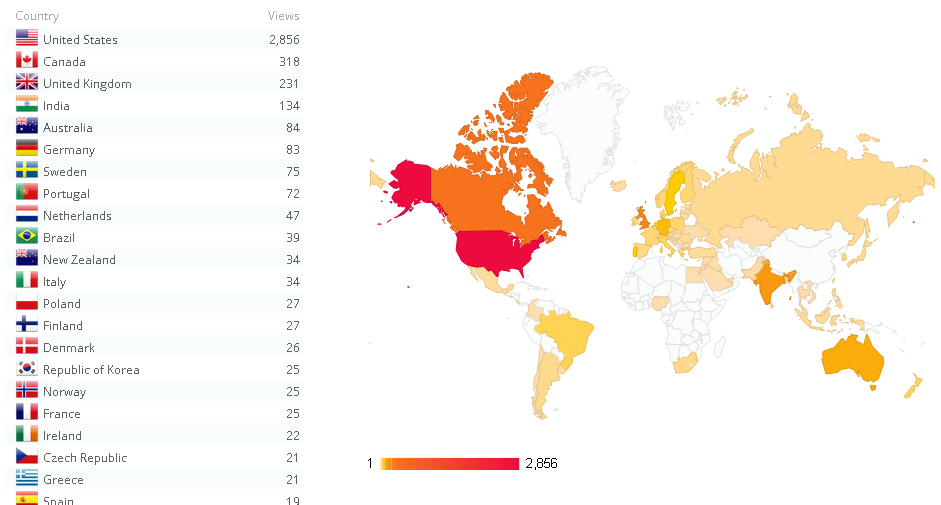 Country Views
United States 2,856
Canada 318
United Kingdom 231
India 134
Australia 84
Germany 83
Sweden 75
Portugal 72
Netherlands 47
Brazil 39
New Zealand 34
Italy 34
Poland 27
Finland 27
Denmark 26
Republic of Korea 25
Norway 25
France 25
Ireland 22
Czech Republic 21
Greece 21
Spain 19
1 2,856